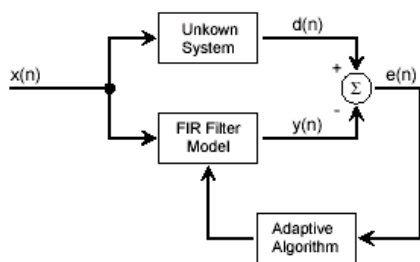 Unkown
System
d(n)
x(n)
+
Σ
e(n)
-
FIR Filter
Model
y(n)
Adaptive
Algorithm